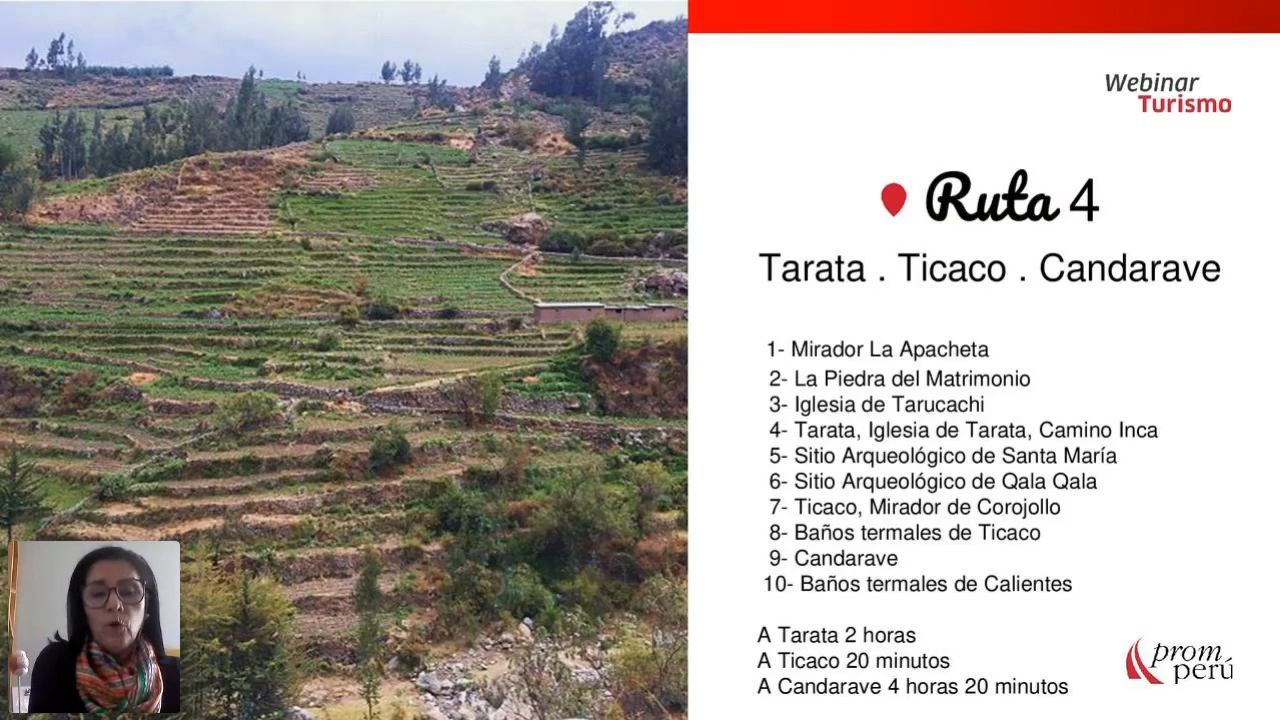 Webinar
Turismo
Ruta 4
Tarata . Ticaco . Candarave
1- Mirador La Apacheta
2- La Piedra del Matrimonio
3- Iglesia de Tarucachi
4- Tarata, Iglesia de Tarata, Camino Inca
5- Sitio Arqueológico de Santa María
6- Sitio Arqueológico de Qala Qala
7- Ticaco, Mirador de Corojollo
8- Baños termales de Ticaco
9- Candarave
10- Baños termales de Calientes
A Tarata 2 horas
A Ticaco 20 minutos
A Candarave 4 horas 20 minutos
prom
perú